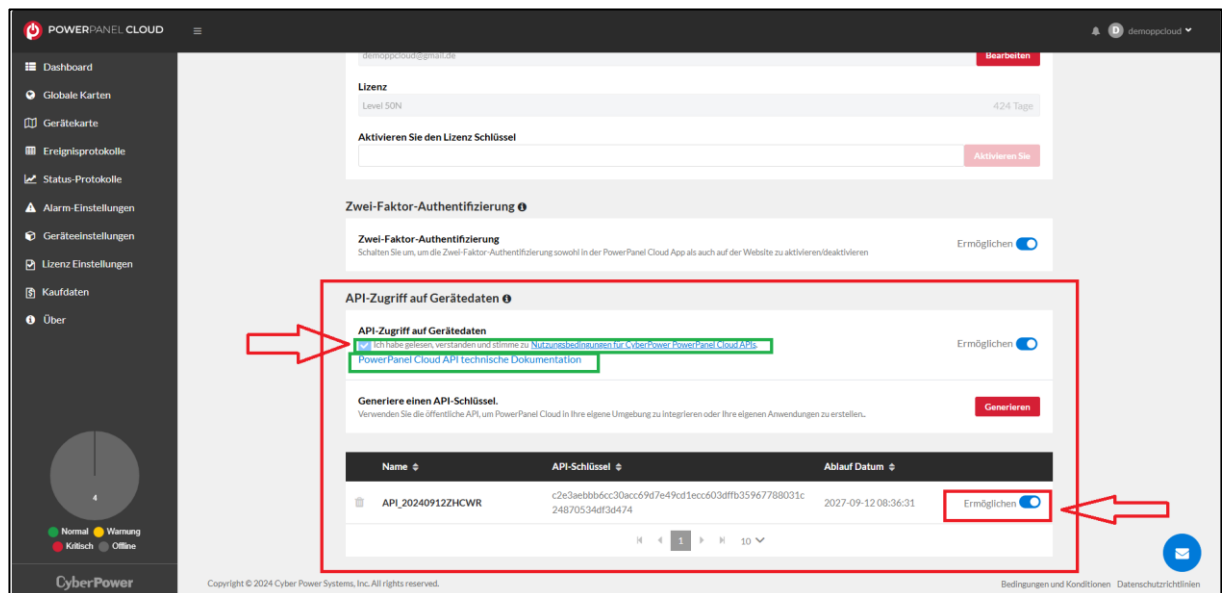 POWERPANEL CLOUD
demoppcloud
Dashboard
Globale Karten
Gerätekarte
Ereignisprotokolle
Status-Protokolle
Alarm-Einstellungen
Geräteeinstellungen
Lizenz Einstellungen
Kaufdaten
Über
4
Normal Warnung
Kritisch Offline
CyberPower
demoppcloud@gmail.de
Bearbeiten
Lizenz
Level 50N 424 Tage
Aktivieren Sie den Lizenz Schlüssel
Aktivieren Sie
Zwei-Faktor-Authentifizierung
Zwei-Faktor-Authentifizierung
Schalten Sie um, um die Zwei-Faktor-Authentifizierung sowohl in der PowerPanel Cloud App als auch auf der Website zu aktivieren/deaktivieren
Ermöglichen
API-Zugriff auf Gerätedaten
API-Zugriff auf Gerätedaten
Ich habe gelesen, verstanden und stimme zu Nutzungsbedingungen für CyberPower PowerPanel Cloud APIs.
Ermöglichen
PowerPanel Cloud API technische Dokumentation
Generiere einen API-Schlüssel.
Verwenden Sie die öffentliche API, um PowerPanel Cloud in Ihre eigene Umgebung zu integrieren oder Ihre eigenen Anwendungen zu erstellen..
Generieren
Name API-Schlüssel Ablauf Datum
API_20240912ZHCWR
c2e3aebbb6cc30acc69d7e49cd1ecc603dffb35967788031c
24870534df3d474
2027-09-12 08:36:31
Ermöglichen
1
10
Copyright © 2024 Cyber Power Systems, Inc. All rights reserved.
Bedingungen und Konditionen Datenschutzrichtlinien